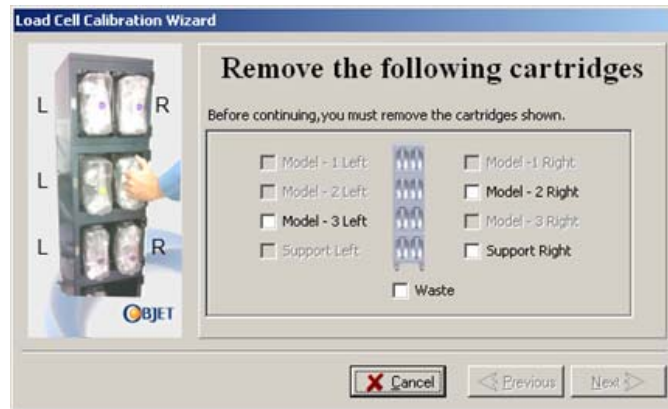 Load Cell Calibration Wizard
L R
L
L R
OBJET
Remove the following cartridges
Before continuing,you must remove the cartridges shown.
Model - 1 Left Model -1 Right
Model - 2 Left Model - 2 Right
Model - 3 Left Model - 3 Right
Support Left Support Right
Waste
Cancel Previous Next